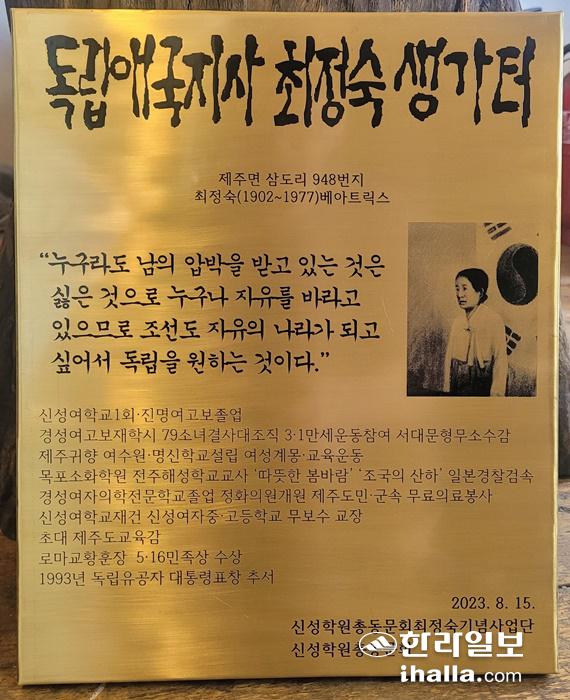 독립애국지사 최정숙 생가터
제주면 삼도리 948번지
최정숙(1902~1977)베아트릭스
“누구라도 남의 압박을 받고 있는 것은
싫은 것으로 누구나 자유를 바라고
있으므로 조선도 자유의 나라가 되고
싶어서 독립을 원하는 것이다.”
신성여학교1회·진명여고보졸업
경성여고보재학시 79소녀결사대조직 3·1만세운동참여 서대문형무소수감
제주귀향 여수원·명신학교설립 여성계몽·교육운동
목포소화학원 전주해성학교교사 ‘따뜻한 봄바람’ ‘조국의 산하’ 일본경찰검속
경성여자의학전문학교졸업 정화의원개원 제주도민·군속 무료의료봉사
신성여학교재건 신성여자중·고등학교 무보수 교장
초대 제주도교육감
로마교황훈장 5·16민족상 수상
1993년 독립유공자 대통령표창 추서
2023. 8. 15.
신성학원총동문회최정숙기념사업단
신성학원총동문회
한라일보
ihalla.com